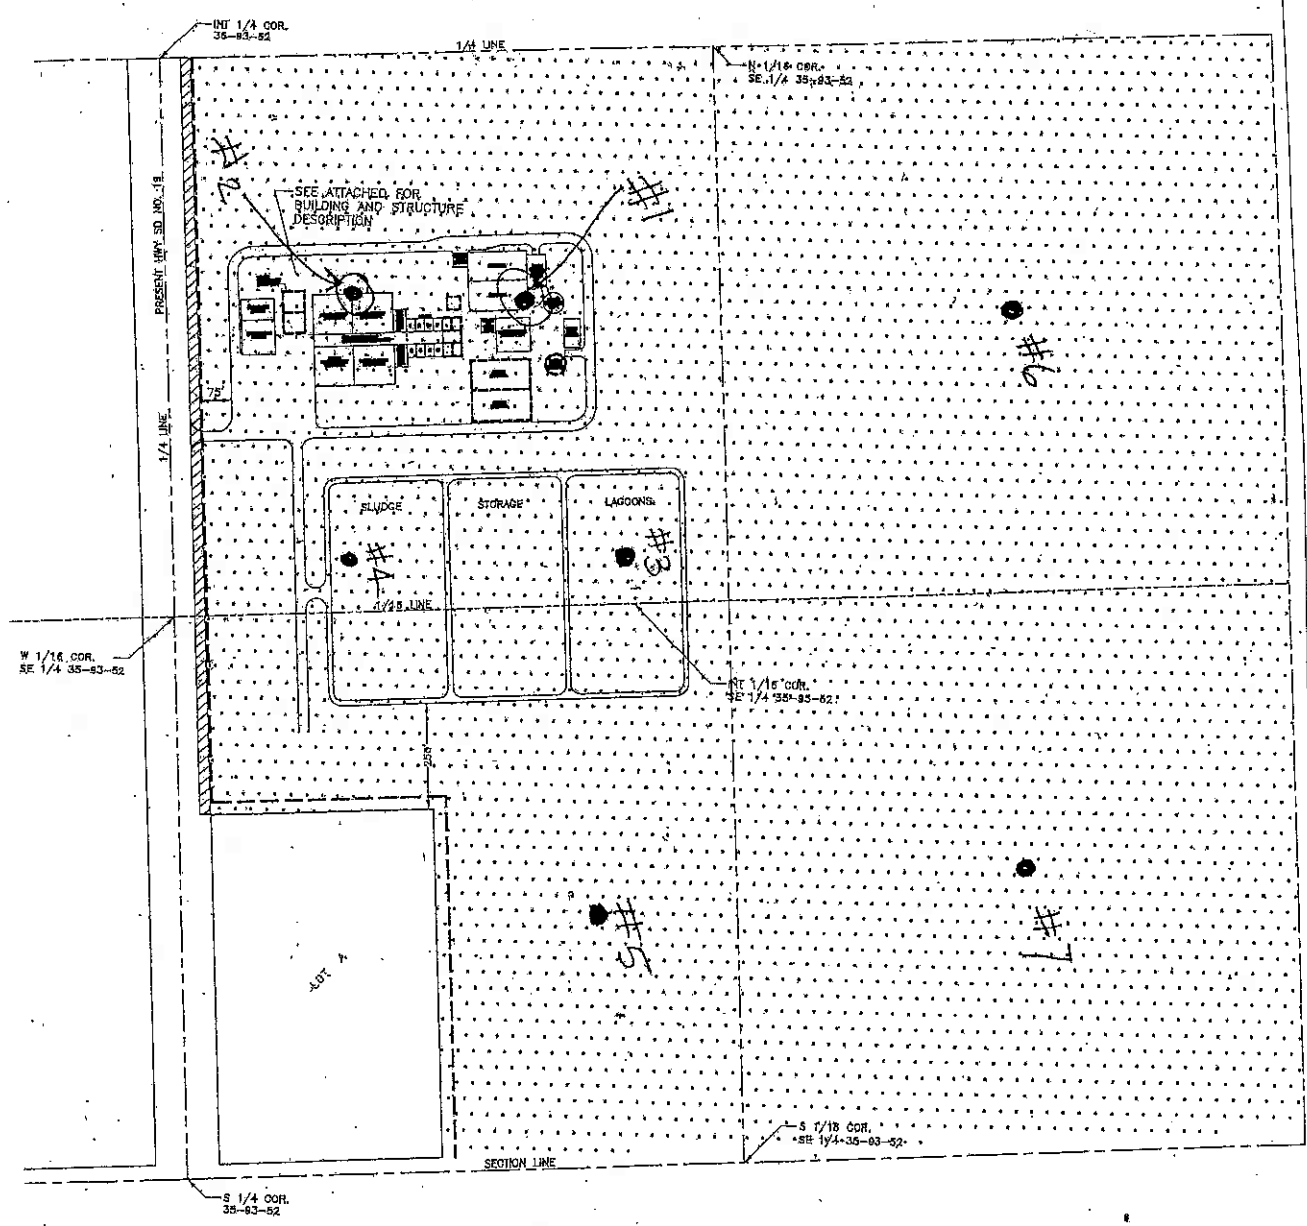 INT 1/4 COR.
35-93-52
1/4 LINE
N 1/16 COR.
SE 1/4 35-93-52
#2
SEE ATTACHED FOR
BUILDING AND STRUCTURE
DESCRIPTION
#1
PRESENT HWY SD NO. 19
#6
75'
1/4 LINE
SLUDGE
STORAGE
LAGOONS
#4
#3
1/16 LINE
W 1/16 COR.
SE 1/4 35-93-52
INT 1/16 COR.
SE 1/4 35-93-52
#5
#7
LOT A
S 1/16 COR.
SE 1/4 35-93-52
SECTION LINE
S 1/4 COR.
35-93-52